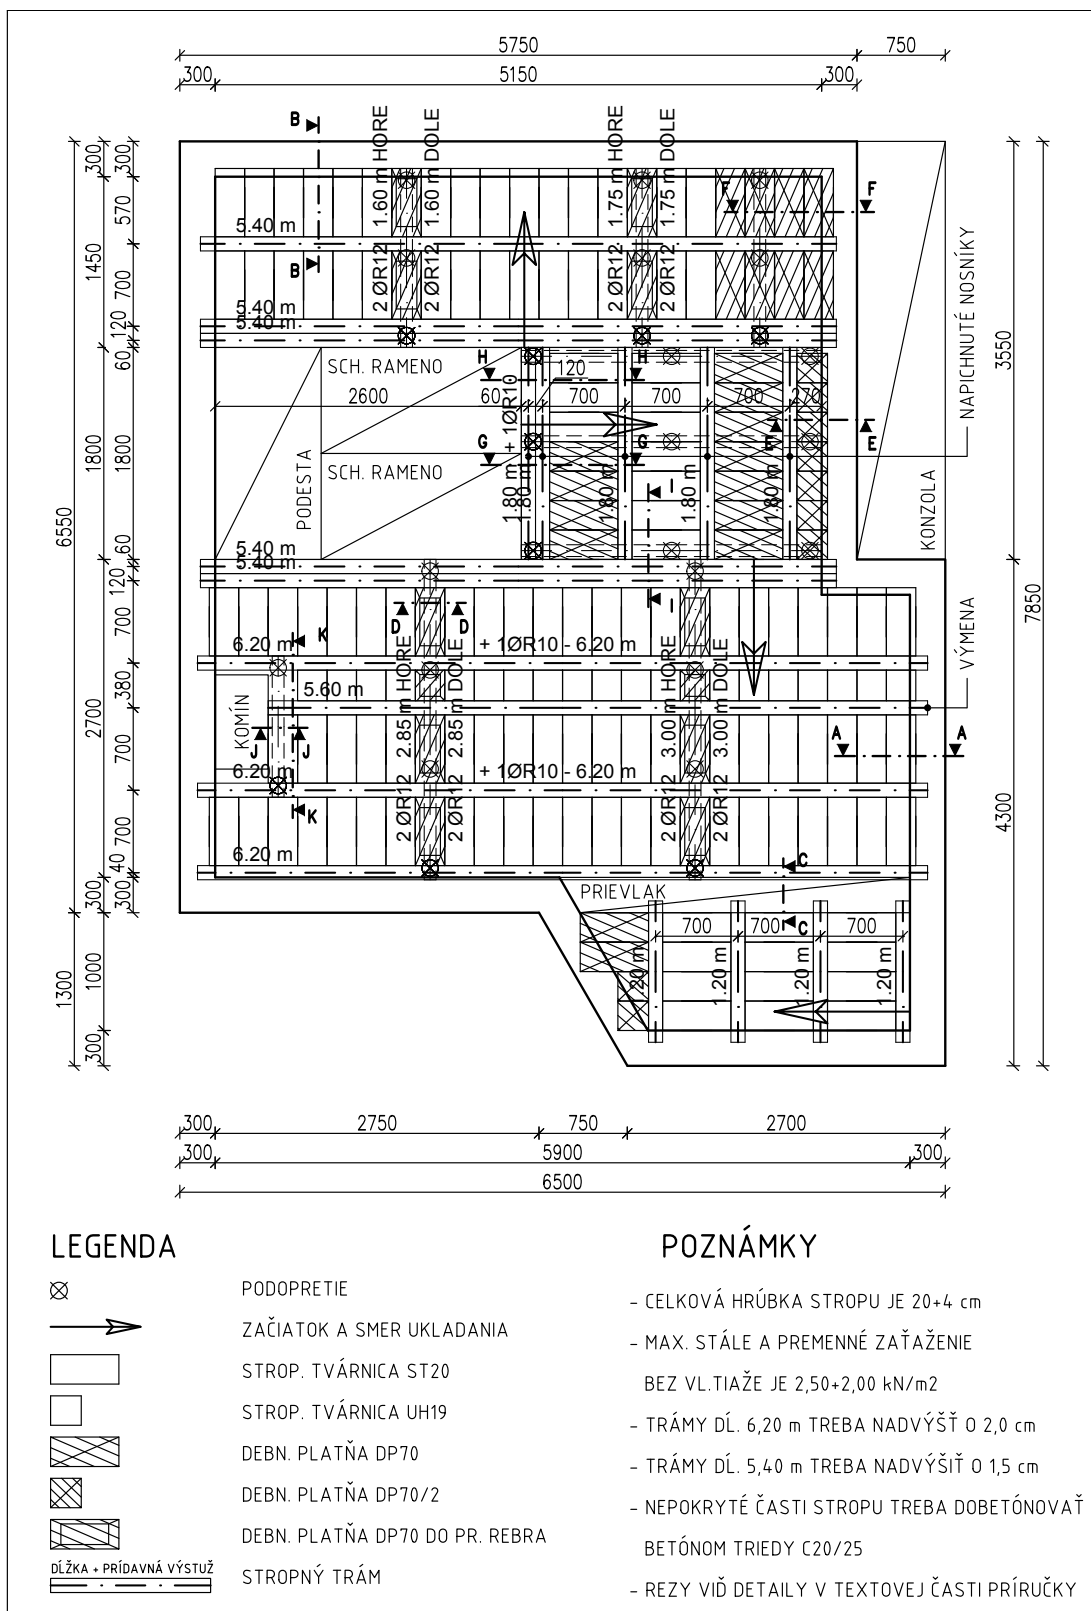 5750
750
300
5150
300
B
B
1.60 m HORE
1.60 m DOLE
2 ØR12
2 ØR12
1.75 m HORE
1.75 m DOLE
2 ØR12
2 ØR12
F
F
5.40 m
5.40 m
5.40 m
300
300
570
1450
700
120
60
1800
1800
6550
60
120
700
380
2700
700
700
40
300
300
1000
1300
300
3550
7850
4300
NAPICHNUTÉ NOSNÍKY
KONZOLA
VÝMENA
SCH. RAMENO
H
H
120
2600
60
700
700
700
270
1.80 m + 1ØR10
1.80 m
1.80 m
1.80 m
1.80 m
G
G
E
E
SCH. RAMENO
PODESTA
I
I
5.40 m
5.40 m
D
D
6.20 m
K
+ 1ØR10 - 6.20 m
2 ØR12 2.85 m HORE
2 ØR12 2.85 m DOLE
2 ØR12 3.00 m HORE
2 ØR12 3.00 m DOLE
5.60 m
KOMÍN
J
J
A
A
6.20 m
+ 1ØR10 - 6.20 m
K
6.20 m
C
PRIEVLAK
C
700
700
700
1.20 m
1.20 m
1.20 m
300
2750
750
2700
300
5900
300
6500
LEGENDA
PODOPRETIE
ZAČIATOK A SMER UKLADANIA
STROP. TVÁRNICA ST20
STROP. TVÁRNICA UH19
DEBN. PLATŇA DP70
DEBN. PLATŇA DP70/2
DEBN. PLATŇA DP70 DO PR. REBRA
DĹŽKA + PRÍDAVNÁ VÝSTUŽ
STROPNÝ TRÁM
POZNÁMKY
- CELKOVÁ HRÚBKA STROPU JE 20+4 cm
- MAX. STÁLE A PREMENNÉ ZAŤAŽENIE
BEZ VL.TIAŽE JE 2,50+2,00 kN/m2
- TRÁMY DĹ. 6,20 m TREBA NADVÝŠŤ O 2,0 cm
- TRÁMY DĹ. 5,40 m TREBA NADVÝŠIŤ O 1,5 cm
- NEPOKRYTÉ ČASTI STROPU TREBA DOBETÓNOVAŤ
BETÓNOM TRIEDY C20/25
- REZY VIĎ DETAILY V TEXTOVEJ ČASTI PRÍRUČKY